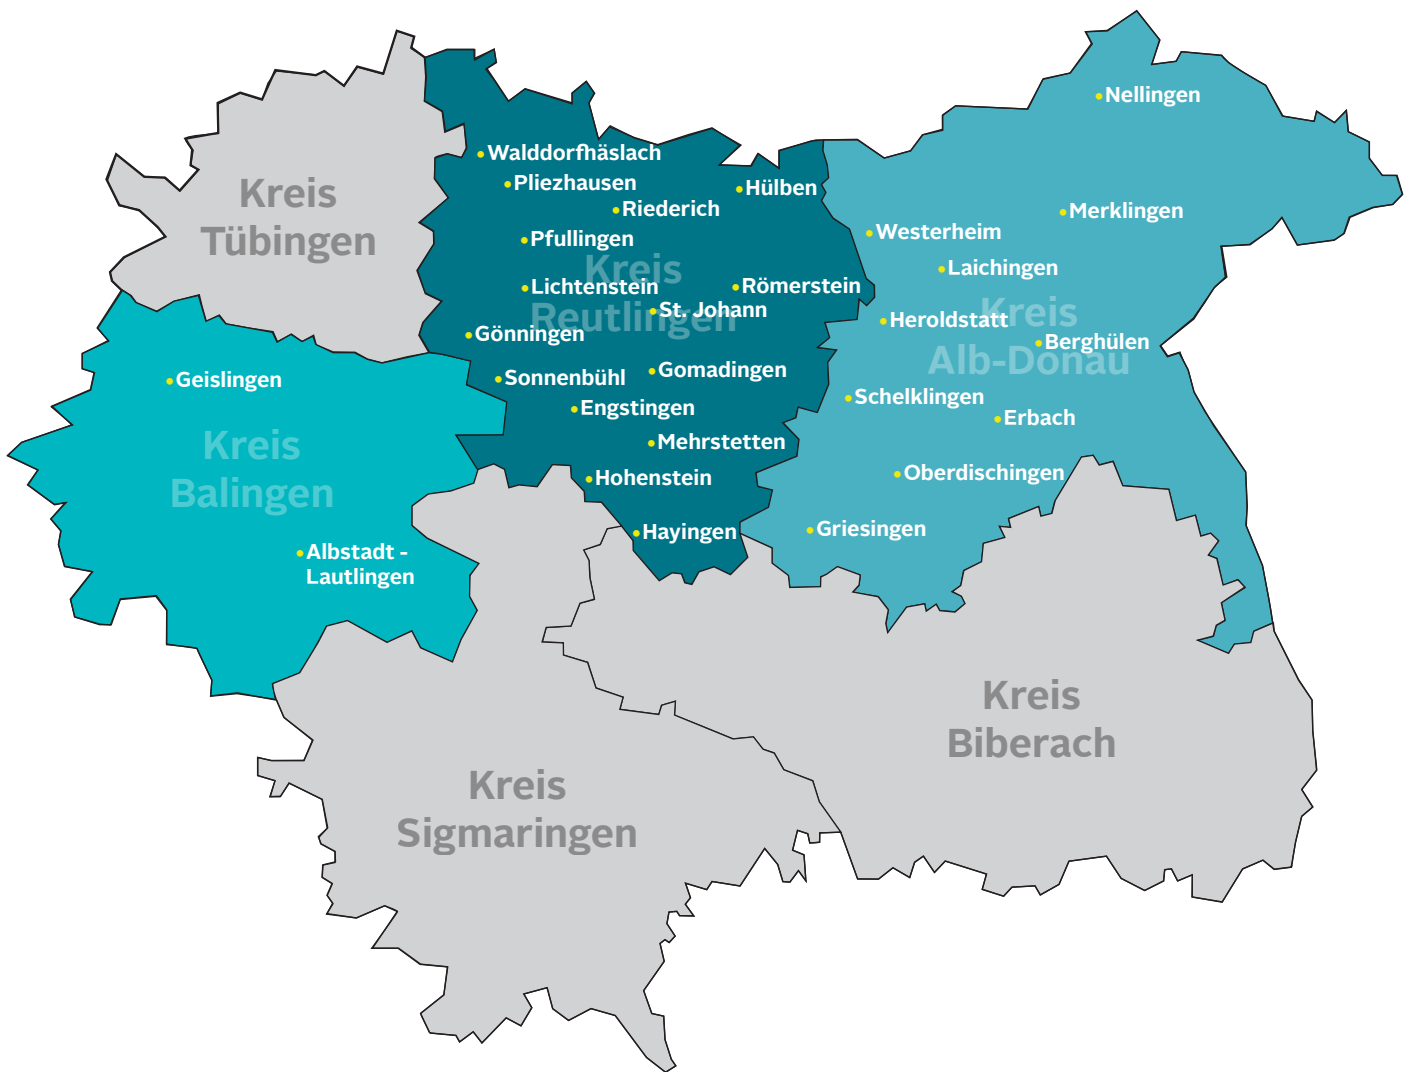 Nellingen
Walddorfhäslach
Pliezhausen
Hülben
Riederich
Merklingen
Kreis
Tübingen
Pfullingen
Westerheim
Laichingen
Kreis
Reutlingen
Lichtenstein
Römerstein
St. Johann
Kreis
Alb-Donau
Heroldstatt
Gönningen
Berghülen
Geislingen
Sonnenbühl
Gomadingen
Schelklingen
Engstingen
Erbach
Mehrstetten
Kreis
Balingen
Hohenstein
Oberdischingen
Hayingen
Griesingen
Albstadt -
Lautlingen
Kreis
Biberach
Kreis
Sigmaringen